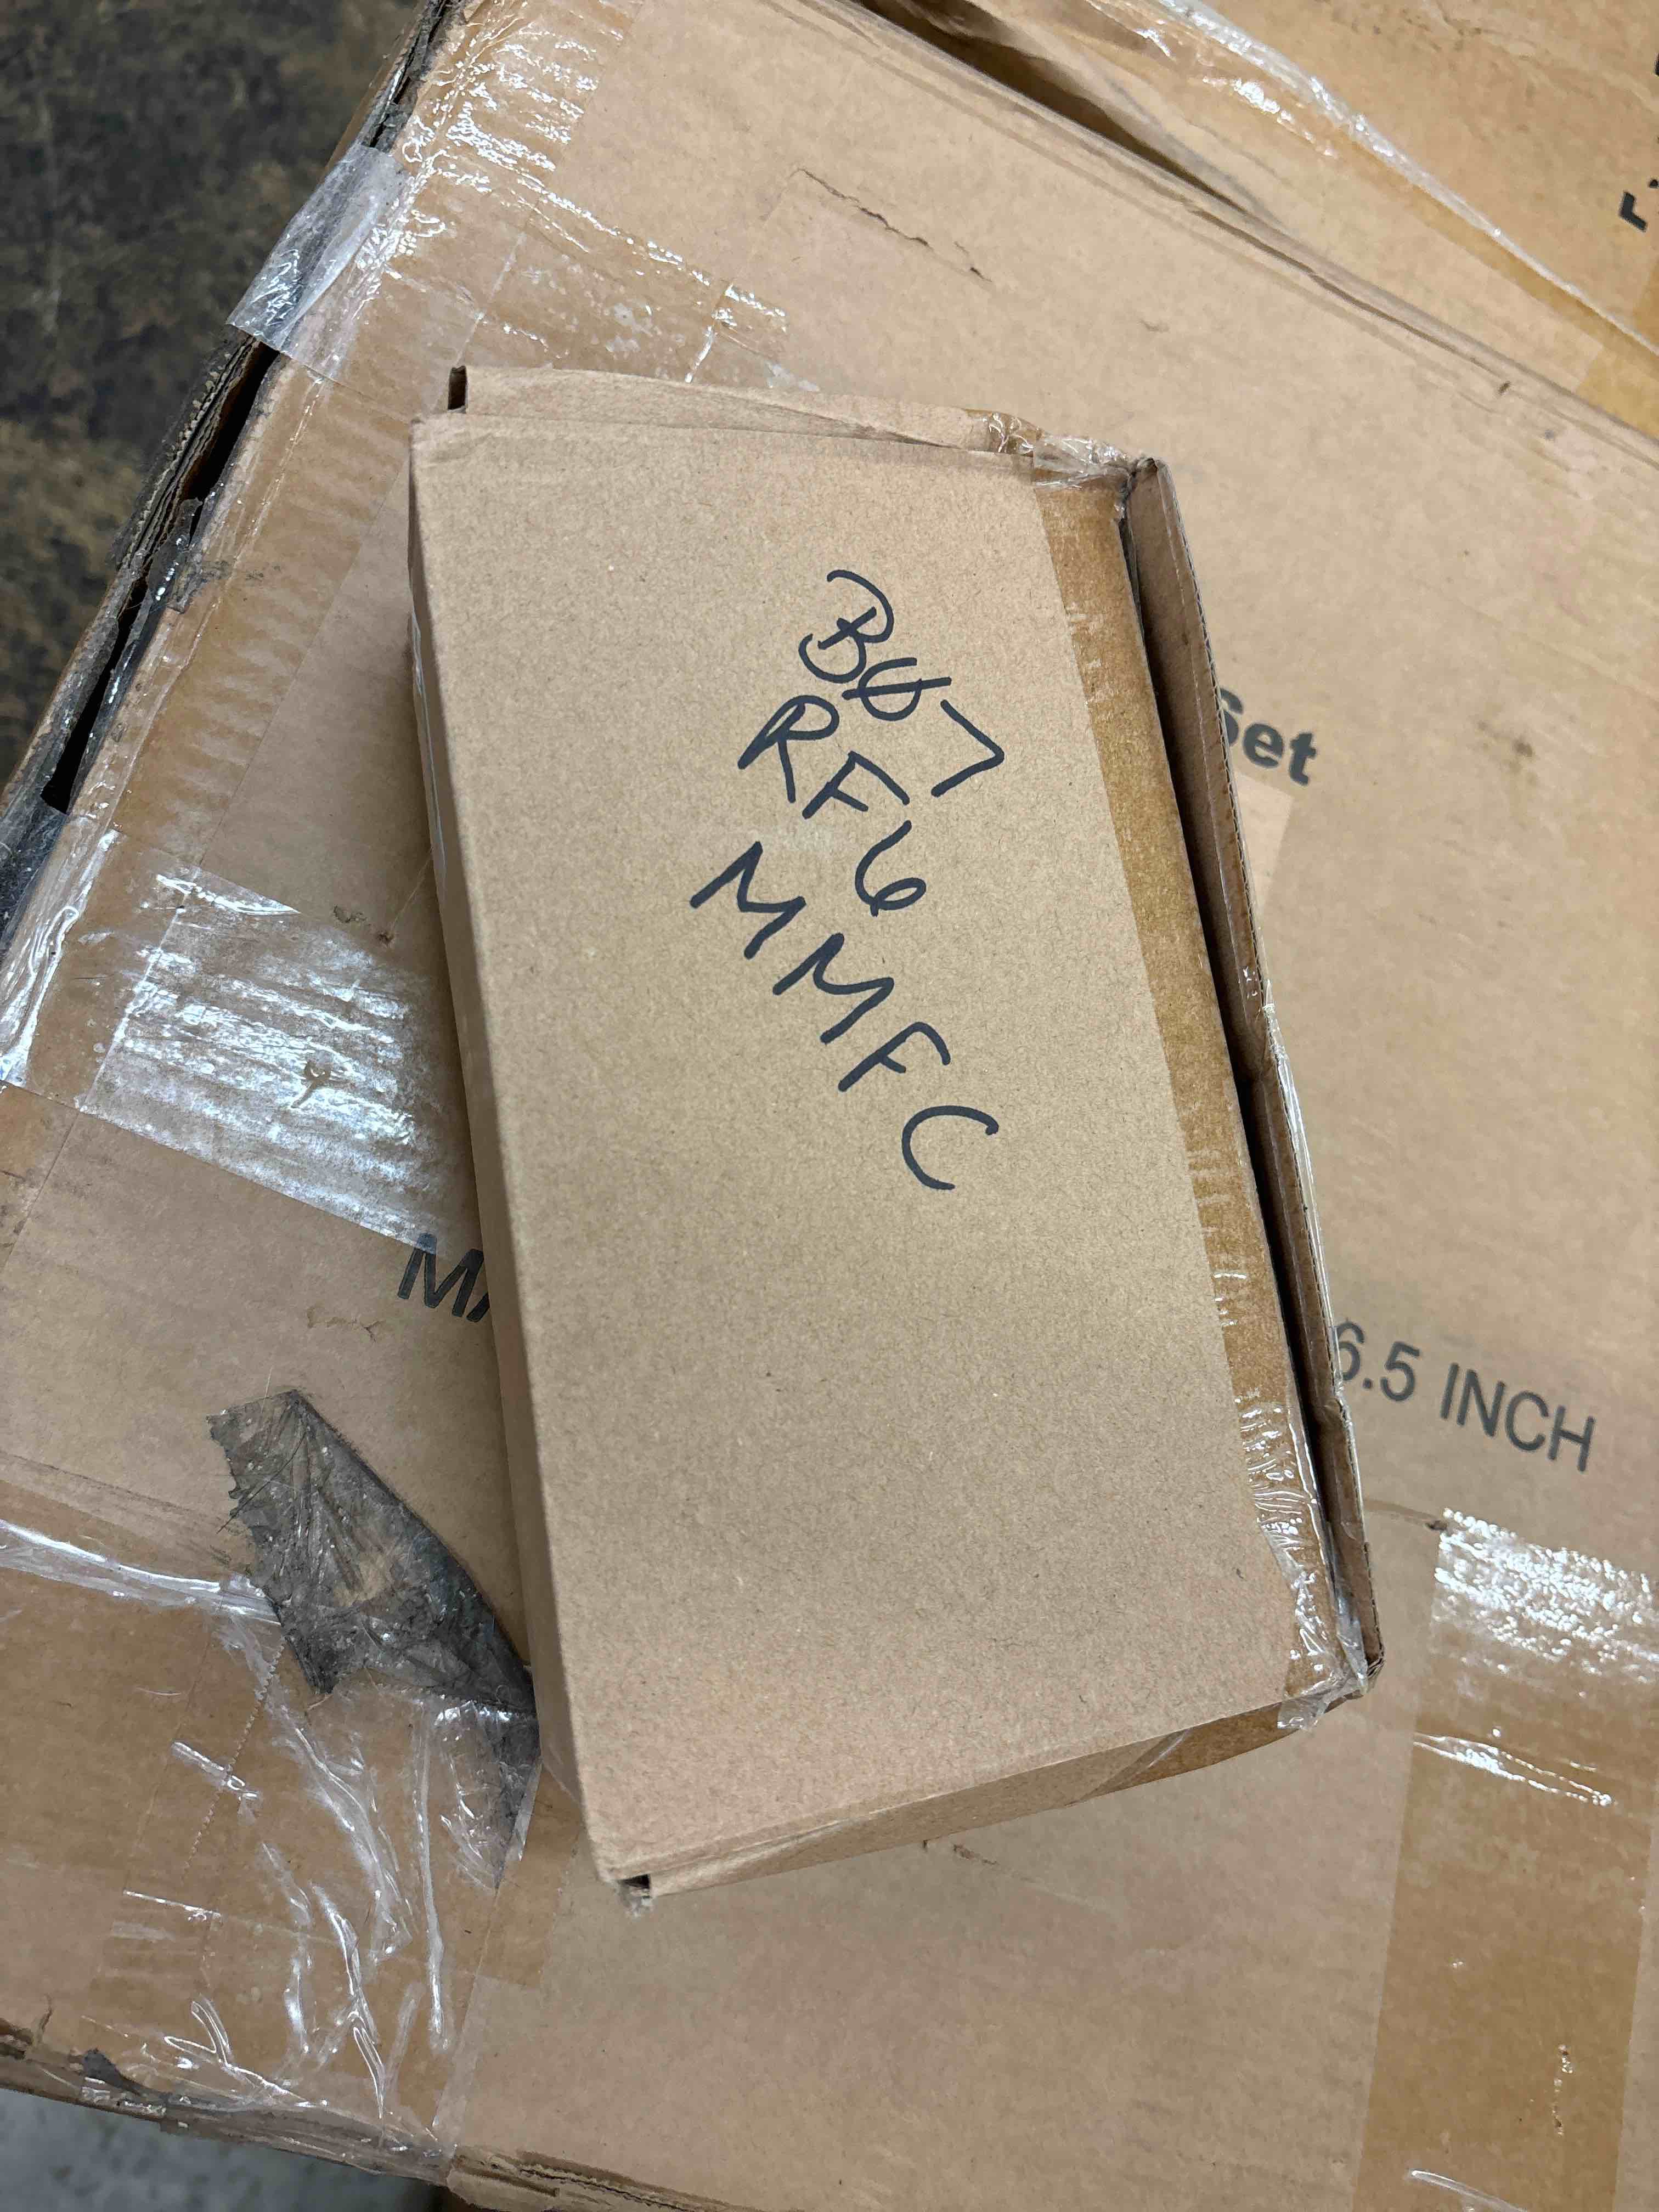 B07
RF6
MMFC
Set
6.5 INCH